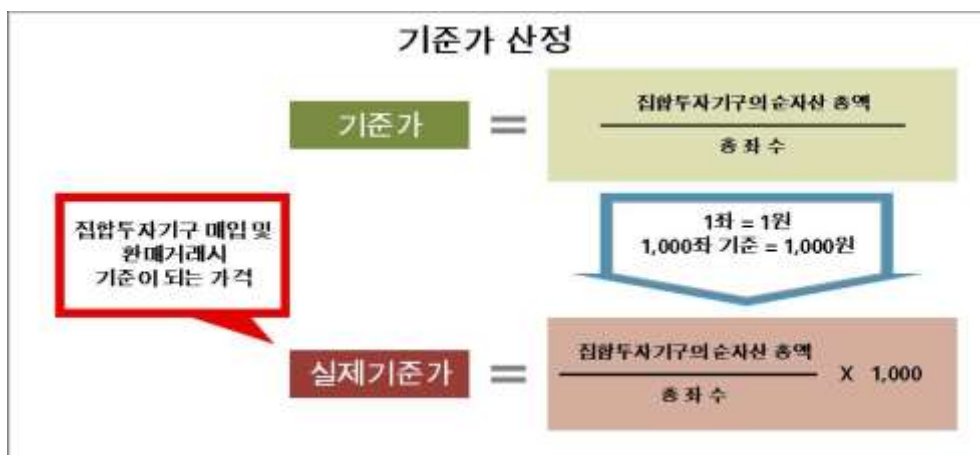 기준가 산정
기준가
=
집합투자기구의 순자산 총액
총 좌 수
집합투자기구 매입 및
환매거래시
기준이 되는 가격
1좌 = 1원
1,000좌 기준 = 1,000원
실제기준가
=
집합투자기구의 순자산 총액
총 좌 수
X 1,000